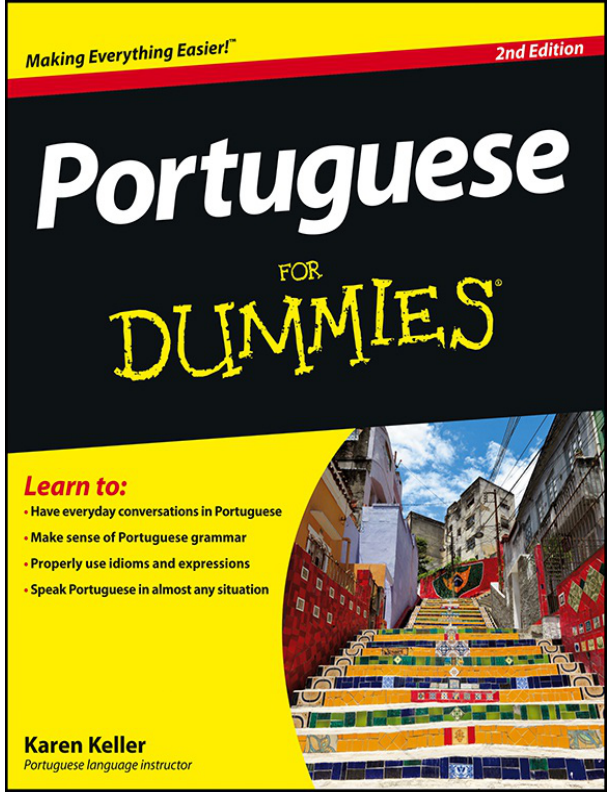 Making Everything Easier!™
2nd Edition
Portuguese
FOR
DUMMIES®
Learn to:
• Have everyday conversations in Portuguese
• Make sense of Portuguese grammar
• Properly use idioms and expressions
• Speak Portuguese in almost any situation
Karen Keller
Portuguese language instructor